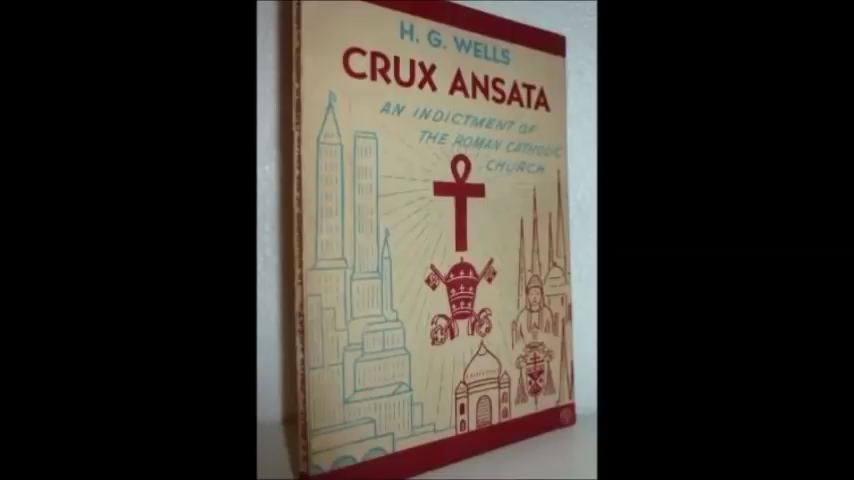 H. G. WELLS
CRUX ANSATA
AN INDICTMENT OF
THE ROMAN CATHOLIC
CHURCH